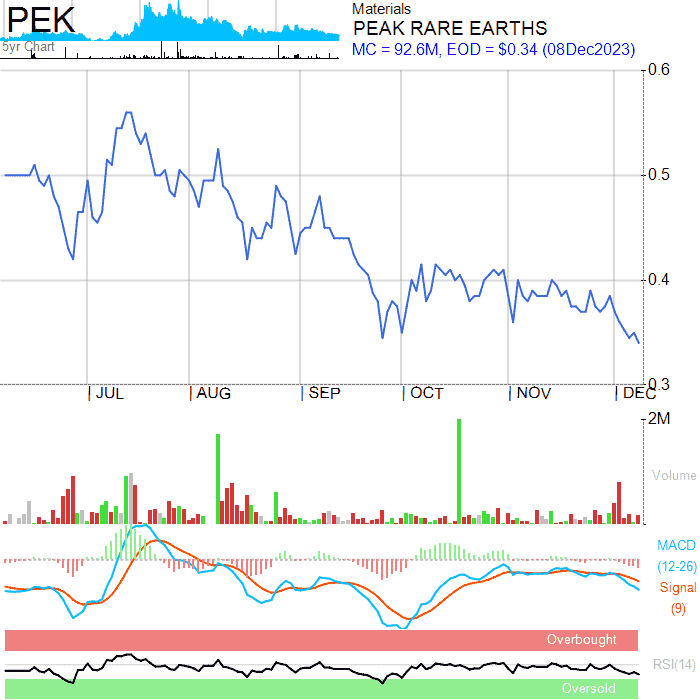 PEK
5yr Chart
Materials
PEAK RARE EARTHS
MC = 92.6M, EOD = $0.34 (08Dec2023)
0.6
0.5
0.4
0.3
JUL AUG SEP OCT NOV DEC
2M
Volume
MACD
(12-26)
Signal
(9)
Overbought
RSI(14)
Oversold